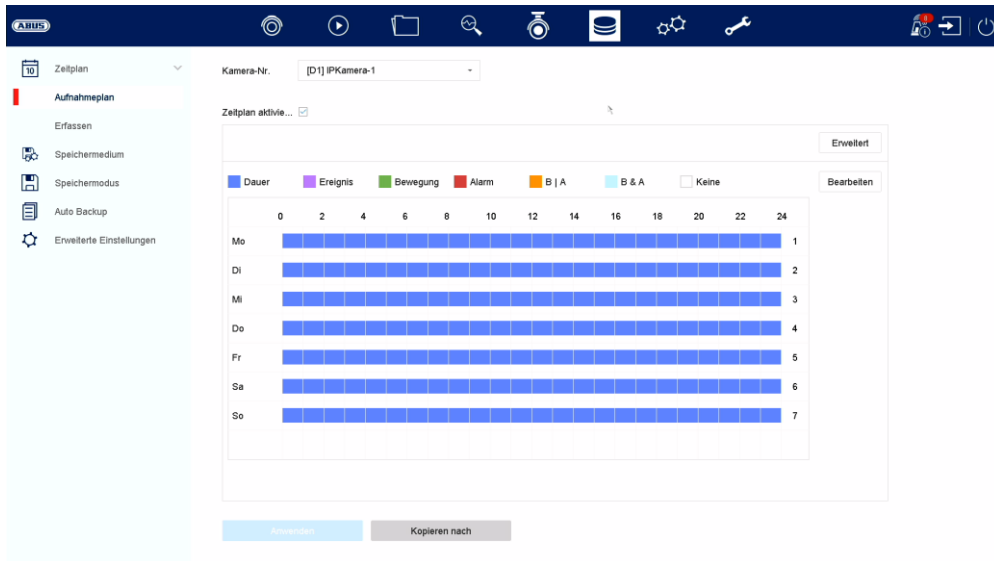 ABUS
10 Zeitplan
Aufnahmeplan
Erfassen
Speichermedium
Speichermodus
Auto Backup
Erweiterte Einstellungen
Kamera-Nr. [D1] IPKamera-1
Zeitplan aktivie...
Erweitert
Dauer Ereignis Bewegung Alarm B | A B & A Keine Bearbeiten
0 2 4 6 8 10 12 14 16 18 20 22 24
Mo 1
Di 2
Mi 3
Do 4
Fr 5
Sa 6
So 7
Anwenden Kopieren nach